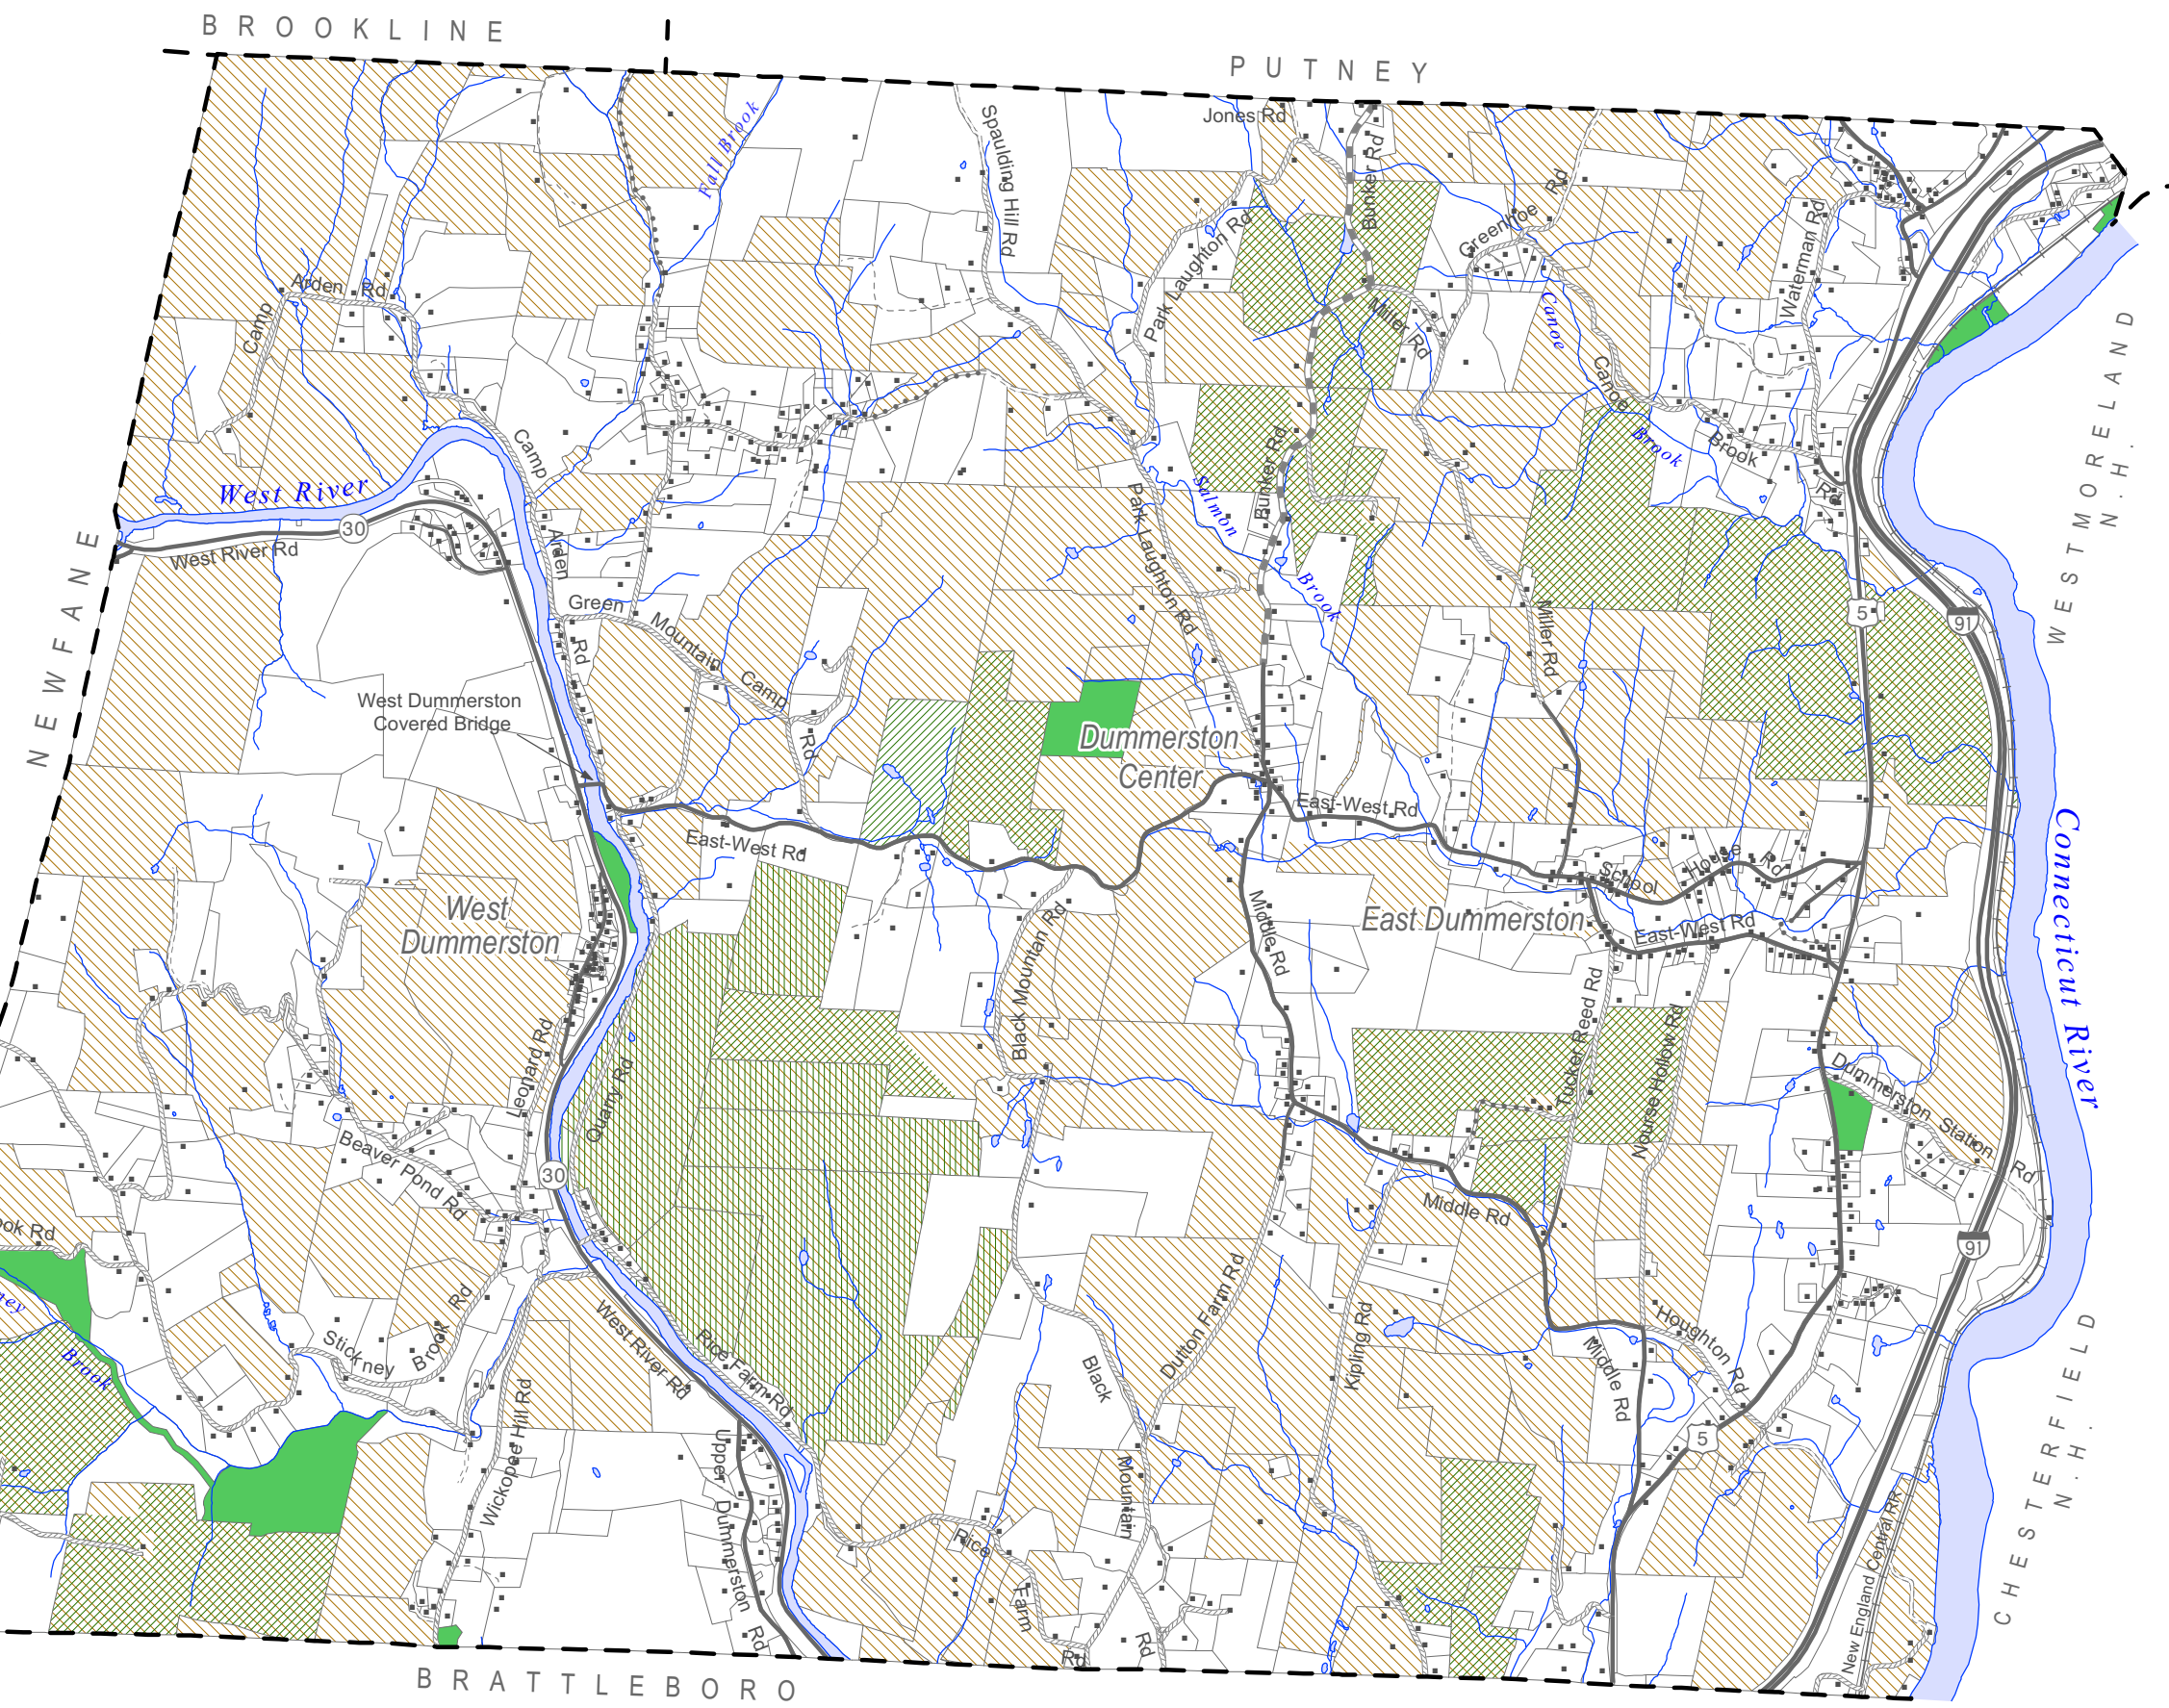 BROOKLINE
PUTNEY
Jones Rd
Fall Brook
Spaulding Hill Rd
Bunker Rd
Greenhoe Rd
Park Laughton Rd
Waterman Rd
Arden Rd
Camp
Miller Rd
Canoe
Canoe
Brook
Brook
Rd
WESTMORELAND
N.H.
Camp
Arden
Rd
West River
30
West River Rd
NEWFANE
Bunker Rd
Salmon
Brook
Park Laughton Rd
Green
Mountain
Camp
Rd
Miller Rd
5
91
West Dummerston
Covered Bridge
Dummerston
Center
East-West Rd
East-West Rd
Connecticut River
School House Rd
West
Dummerston
East Dummerston
East-West Rd
Middle Rd
Black Mountan Rd
Tucker Reed Rd
Nourse Hollow Rd
Leonard Rd
Quarry Rd
Dummerston Station Rd
Beaver Pond Rd
30
Middle Rd
ook Rd
ney
Brook
91
Stickney
Brook
Rd
West River Rd
Rice Farm Rd
Dutton Farm Rd
Kipling Rd
Houghton Rd
Middle Rd
Black
Mountain
Rd
5
Wickopee Hill Rd
Upper Dummerston Rd
Rice
Farn
Rd
New England Central RR
CHESTERFIELD
N.H.
BRATTLEBORO